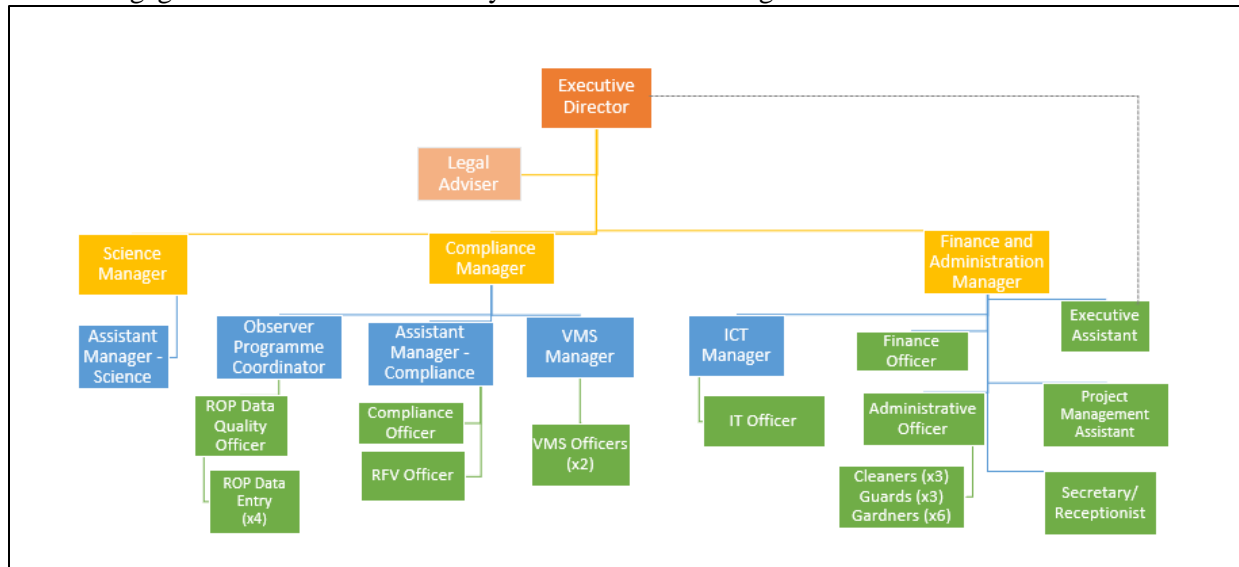 Executive
Director
Legal
Adviser
Science
Manager
Compliance
Manager
Finance and
Administration
Manager
Assistant
Manager -
Science
Observer
Programme
Coordinator
Assistant
Manager -
Compliance
VMS
Manager
ICT
Manager
Finance
Officer
Executive
Assistant
ROP Data
Quality
Officer
Compliance
Officer
VMS Officers
(x2)
IT Officer
Administrative
Officer
Project
Management
Assistant
ROP Data
Entry
(x4)
RFV Officer
Cleaners (x3)
Guards (x3)
Gardners (x6)
Secretary/
Receptionist